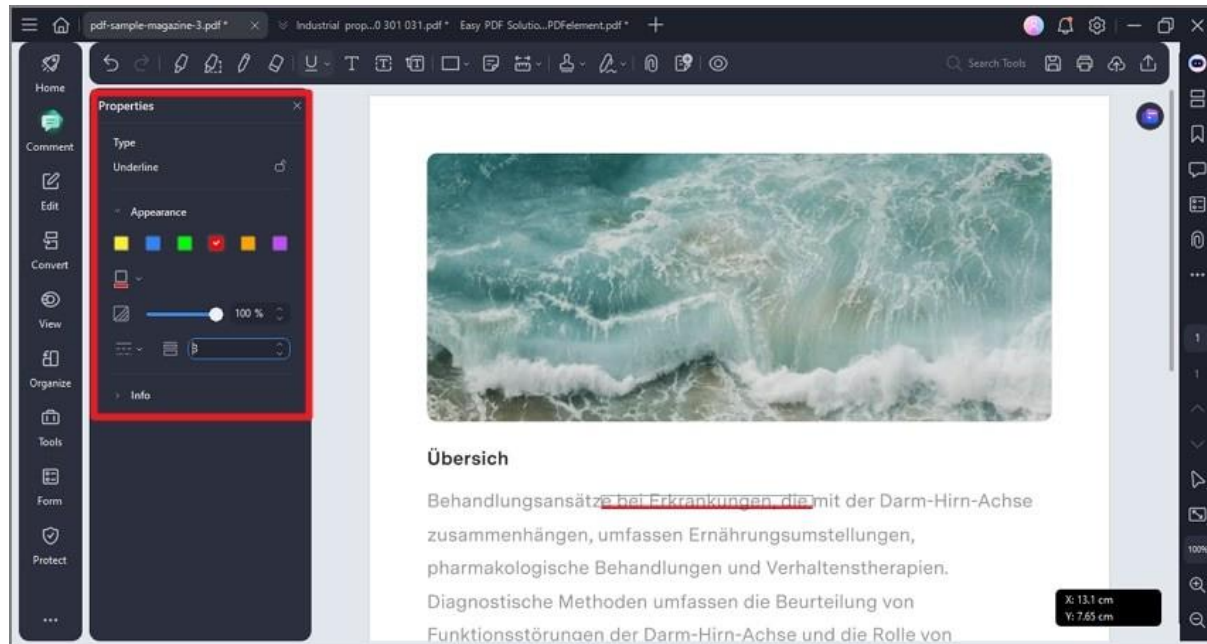 pdf-sample-magazine-3.pdf *
Industrial prop...0 301 031.pdf *
Easy PDF Solutio...PDFelement.pdf *
Search Tools
Home
Comment
Edit
Convert
View
Organize
Tools
Form
Protect
Properties
Type
Underline
Appearance
100 %
3
Info
Übersich
Behandlungsansätze bei Erkrankungen, die mit der Darm-Hirn-Achse
zusammenhängen, umfassen Ernährungsumstellungen,
pharmakologische Behandlungen und Verhaltenstherapien.
Diagnostische Methoden umfassen die Beurteilung von
Funktionsstörungen der Darm-Hirn-Achse und die Rolle von
1
1
100%
X: 13.1 cm
Y: 7.65 cm